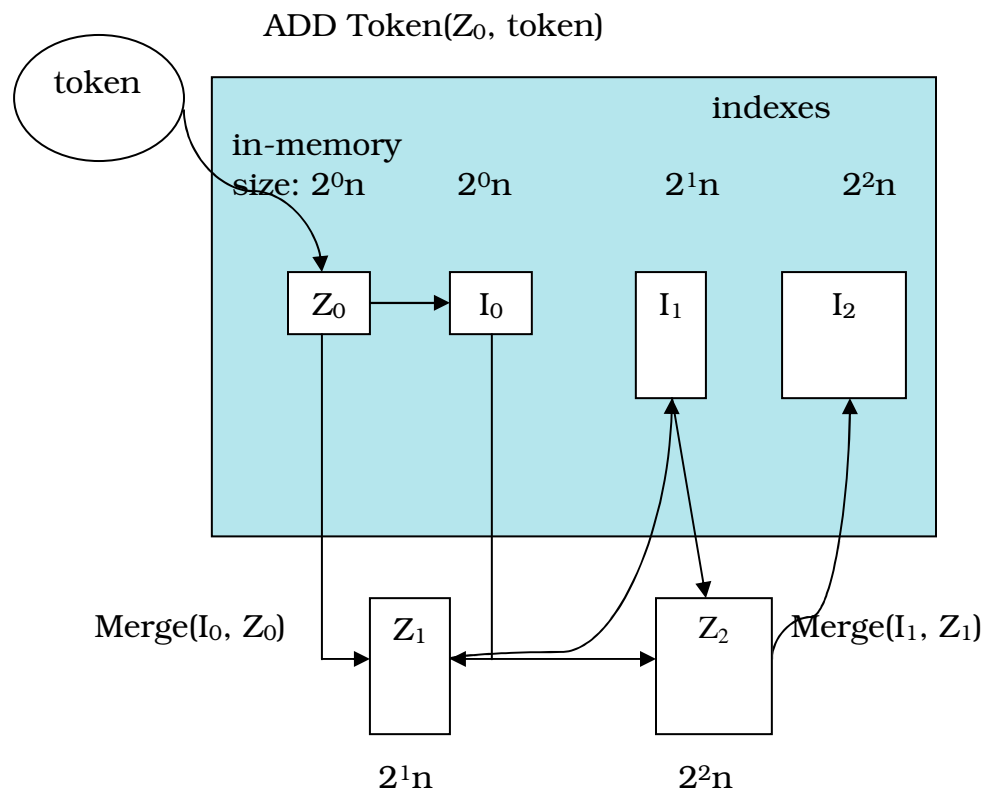 ADD Token(Z₀, token)
token
indexes
in-memory
size: 2⁰n 2⁰n 2¹n 2²n
Z₀ I₀ I₁ I₂
Merge(I₀, Z₀) Z₁ Z₂ Merge(I₁, Z₁)
2¹n 2²n